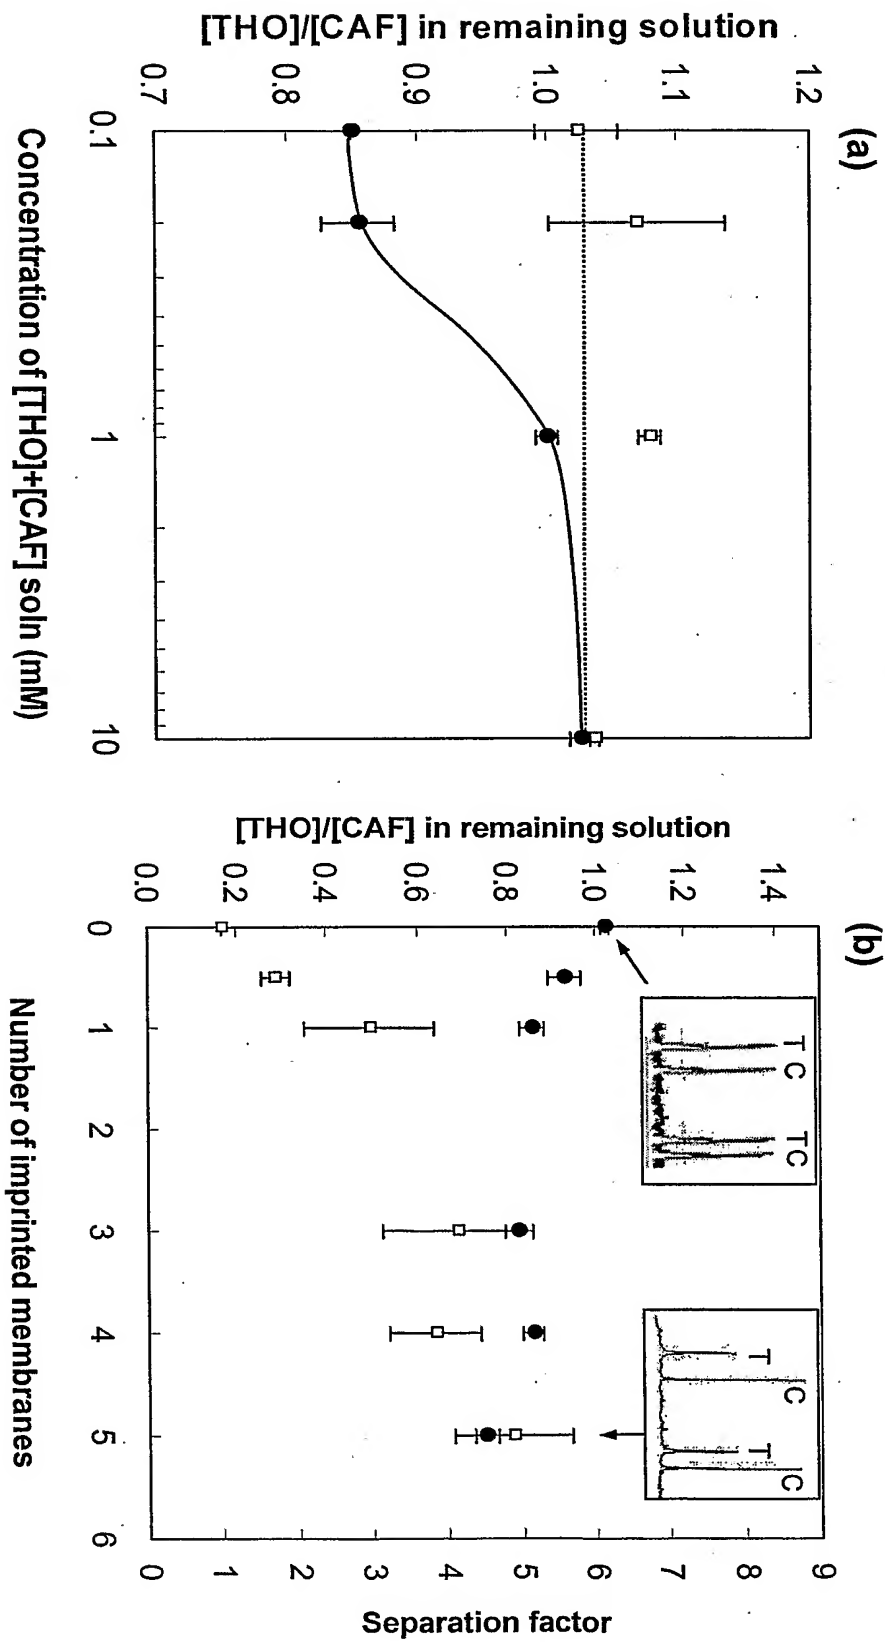 (a)
[THO]/[CAF] in remaining solution
1.2
1.1
1.0
0.9
0.8
0.7
0.1
1
10
Concentration of [THO]+[CAF] soln (mM)
(b)
[THO]/[CAF] in remaining solution
1.4
1.2
1.0
0.8
0.6
0.4
0.2
0.0
T C
TC
T
C
T
C
9
8
7
6
5
4
3
2
1
0
Separation factor
0
1
2
3
4
5
6
Number of imprinted membranes